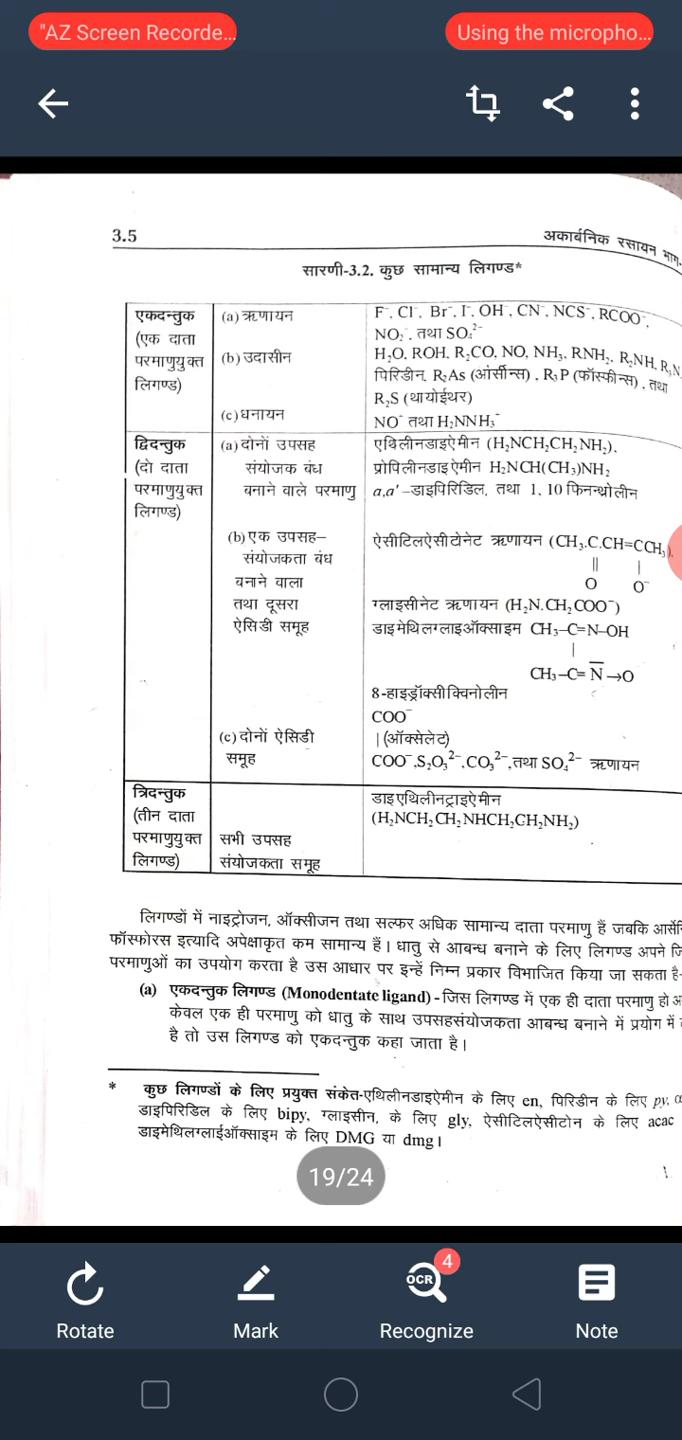 "AZ Screen Recorde...
Using the micropho...
3.5
अकार्बनिक रसायन भाग-
सारणी-3.2. कुछ सामान्य लिगण्ड*
एकदन्तुक (a) ऋणायन F⁻, Cl⁻, Br⁻, I⁻, OH⁻, CN⁻, NCS⁻, RCOO⁻,
(एक दाता NO₂⁻, तथा SO₄²⁻
परमाणुयुक्त (b) उदासीन H₂O, ROH, R₂CO, NO, NH₃, RNH₂, R₂NH, R₃N
लिगण्ड) पिरिडीन, R₃As (आंर्सीन्स), R₃P (फॉस्फीन्स), तथा
R₂S (थायोईथर)
(c) धनायन NO⁺ तथा H₂NNH₃⁺
द्विदन्तुक (a) दोनों उपसह एथिलीनडाइऐमीन (H₂NCH₂CH₂NH₂),
(दो दाता संयोजक बंध प्रोपिलीनडाइऐमीन H₂NCH(CH₃)NH₂
परमाणुयुक्त बनाने वाले परमाणु a,a' –डाइपिरिडिल, तथा 1, 10 फिनन्थ्रोलीन
लिगण्ड)
(b) एक उपसह– ऐसीटिलऐसीटोनेट ऋणायन (CH₃.C.CH=CCH₃),
संयोजकता बंध || |
बनाने वाला O O⁻
तथा दूसरा ग्लाइसीनेट ऋणायन (H₂N.CH₂COO⁻)
ऐसिडी समूह डाइमेथिलग्लाइऑक्साइम CH₃–C=N–OH
|
CH₃–C= N̅ →O
8-हाइड्रॉक्सीक्विनोलीन
COO⁻
(c) दोनों ऐसिडी | (ऑक्सेलेट)
समूह COO⁻,S₂O₃²⁻,CO₃²⁻,तथा SO₄²⁻ ऋणायन
त्रिदन्तुक डाइएथिलीनट्राइऐमीन
(तीन दाता (H₂NCH₂CH₂NHCH₂CH₂NH₂)
परमाणुयुक्त सभी उपसह
लिगण्ड) संयोजकता समूह
लिगण्डों में नाइट्रोजन, ऑक्सीजन तथा सल्फर अधिक सामान्य दाता परमाणु हैं जबकि
फॉस्फोरस इत्यादि अपेक्षाकृत कम सामान्य हैं। धातु से आबन्ध बनाने के लिए लिगण्ड अपने
परमाणुओं का उपयोग करता है उस आधार पर इन्हें निम्न प्रकार विभाजित किया जा सकता है-
(a) एकदन्तुक लिगण्ड (Monodentate ligand) - जिस लिगण्ड में एक ही दाता परमाणु हो
केवल एक ही परमाणु को धातु के साथ उपसहसंयोजकता आबन्ध बनाने में प्रयोग में
है तो उस लिगण्ड को एकदन्तुक कहा जाता है।
* कुछ लिगण्डों के लिए प्रयुक्त संकेत-एथिलीनडाइऐमीन के लिए en, पिरिडीन के लिए py,
डाइपिरिडिल के लिए bipy, ग्लाइसीन, के लिए gly, ऐसीटिलऐसीटोन के लिए acac
डाइमेथिलग्लाईऑक्साइम के लिए DMG या dmg।
19/24
4
OCR
Rotate
Mark
Recognize
Note